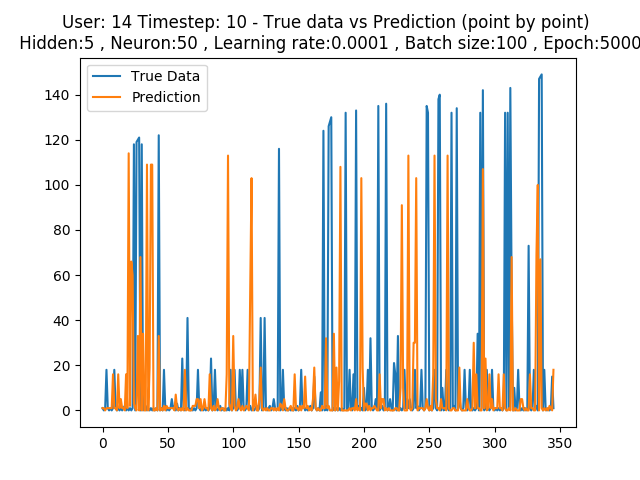 User: 14 Timestep: 10 - True data vs Prediction (point by point)
Hidden:5 , Neuron:50 , Learning rate:0.0001 , Batch size:100 , Epoch:5000
True Data
Prediction
140
120
100
80
60
40
20
0
0 50 100 150 200 250 300 350